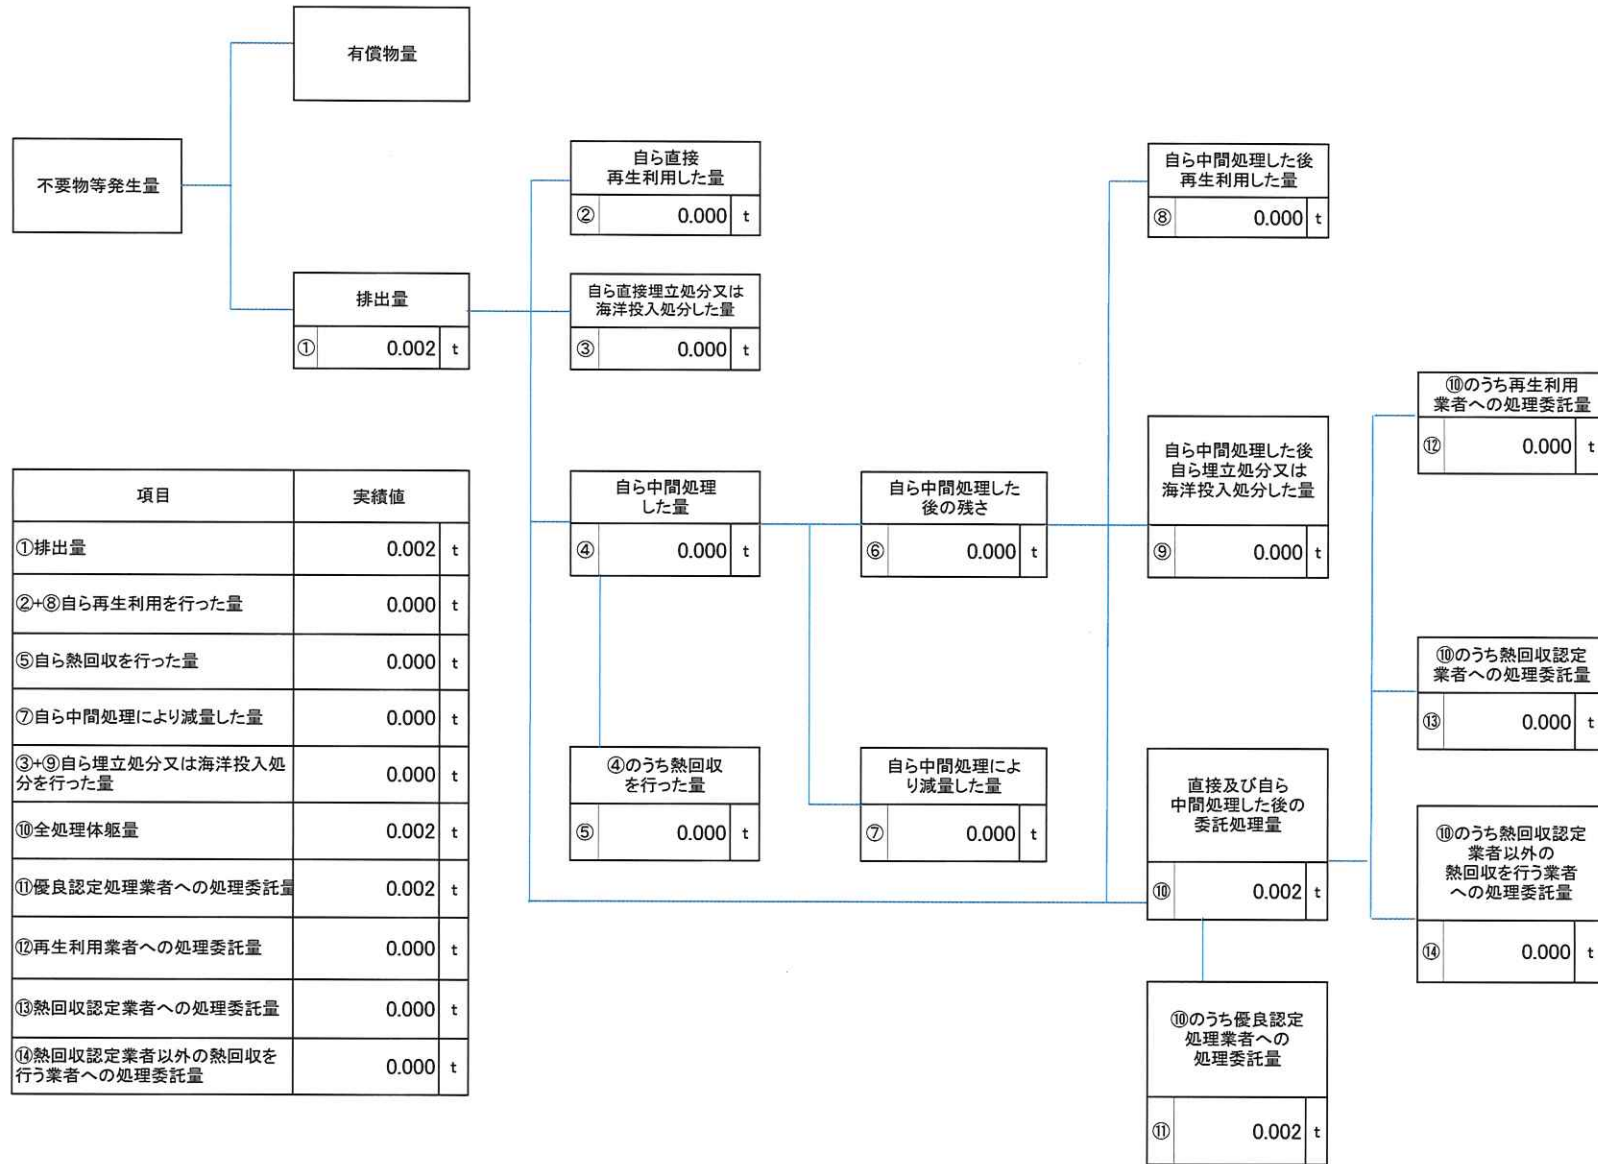 有償物量
不要物等発生量
排出量
① 0.002 t
自ら直接
再生利用した量
② 0.000 t
自ら直接埋立処分又は
海洋投入処分した量
③ 0.000 t
自ら中間処理
した量
④ 0.000 t
④のうち熱回収
を行った量
⑤ 0.000 t
自ら中間処理した
後の残さ
⑥ 0.000 t
自ら中間処理によ
り減量した量
⑦ 0.000 t
自ら中間処理した後
再生利用した量
⑧ 0.000 t
自ら中間処理した後
自ら埋立処分又は
海洋投入処分した量
⑨ 0.000 t
直接及び自ら
中間処理した後の
委託処理量
⑩ 0.002 t
⑩のうち優良認定
処理業者への
処理委託量
⑪ 0.002 t
⑩のうち再生利用
業者への処理委託量
⑫ 0.000 t
⑩のうち熱回収認定
業者への処理委託量
⑬ 0.000 t
⑩のうち熱回収認定
業者以外の
熱回収を行う業者
への処理委託量
⑭ 0.000 t
項目 実績値
①排出量 0.002 t
②+⑧自ら再生利用を行った量 0.000 t
⑤自ら熱回収を行った量 0.000 t
⑦自ら中間処理により減量した量 0.000 t
③+⑨自ら埋立処分又は海洋投入処
分を行った量 0.000 t
⑩全処理体躯量 0.002 t
⑪優良認定処理業者への処理委託量 0.002 t
⑫再生利用業者への処理委託量 0.000 t
⑬熱回収認定業者への処理委託量 0.000 t
⑭熱回収認定業者以外の熱回収を
行う業者への処理委託量 0.000 t